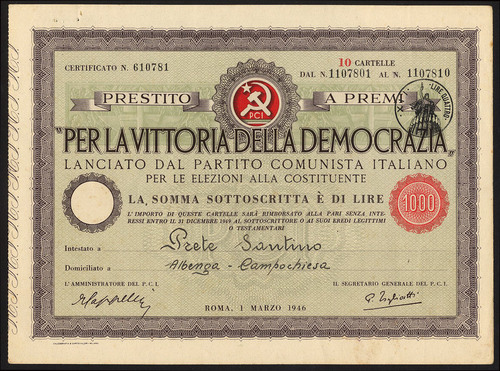 10 CARTELLE
CERTIFICATO N. 610781
DAL N. 1107801 AL N. 1107810
PRESTITO A PREMI
PCI
LIRE QUATTRO
"PER LA VITTORIA DELLA DEMOCRAZIA"
LANCIATO DAL PARTITO COMUNISTA ITALIANO
PER LE ELEZIONI ALLA COSTITUENTE
LA SOMMA SOTTOSCRITTA È DI LIRE
1000
L'IMPORTO DI QUESTE CARTELLE SARÀ RIMBORSATO ALLA PARI SENZA INTE-
RESSI ENTRO IL 31 DICEMBRE 1949 AL SOTTOSCRITTORE O AI SUOI EREDI LEGITTIMI
O TESTAMENTARI
Intestato a Prete Santino
Domiciliato a Albenga - Campochiesa
L'AMMINISTRATORE DEL P.C.I.
IL SEGRETARIO GENERALE DEL P.C.I.
P. Togliatti
ROMA, 1 MARZO 1946